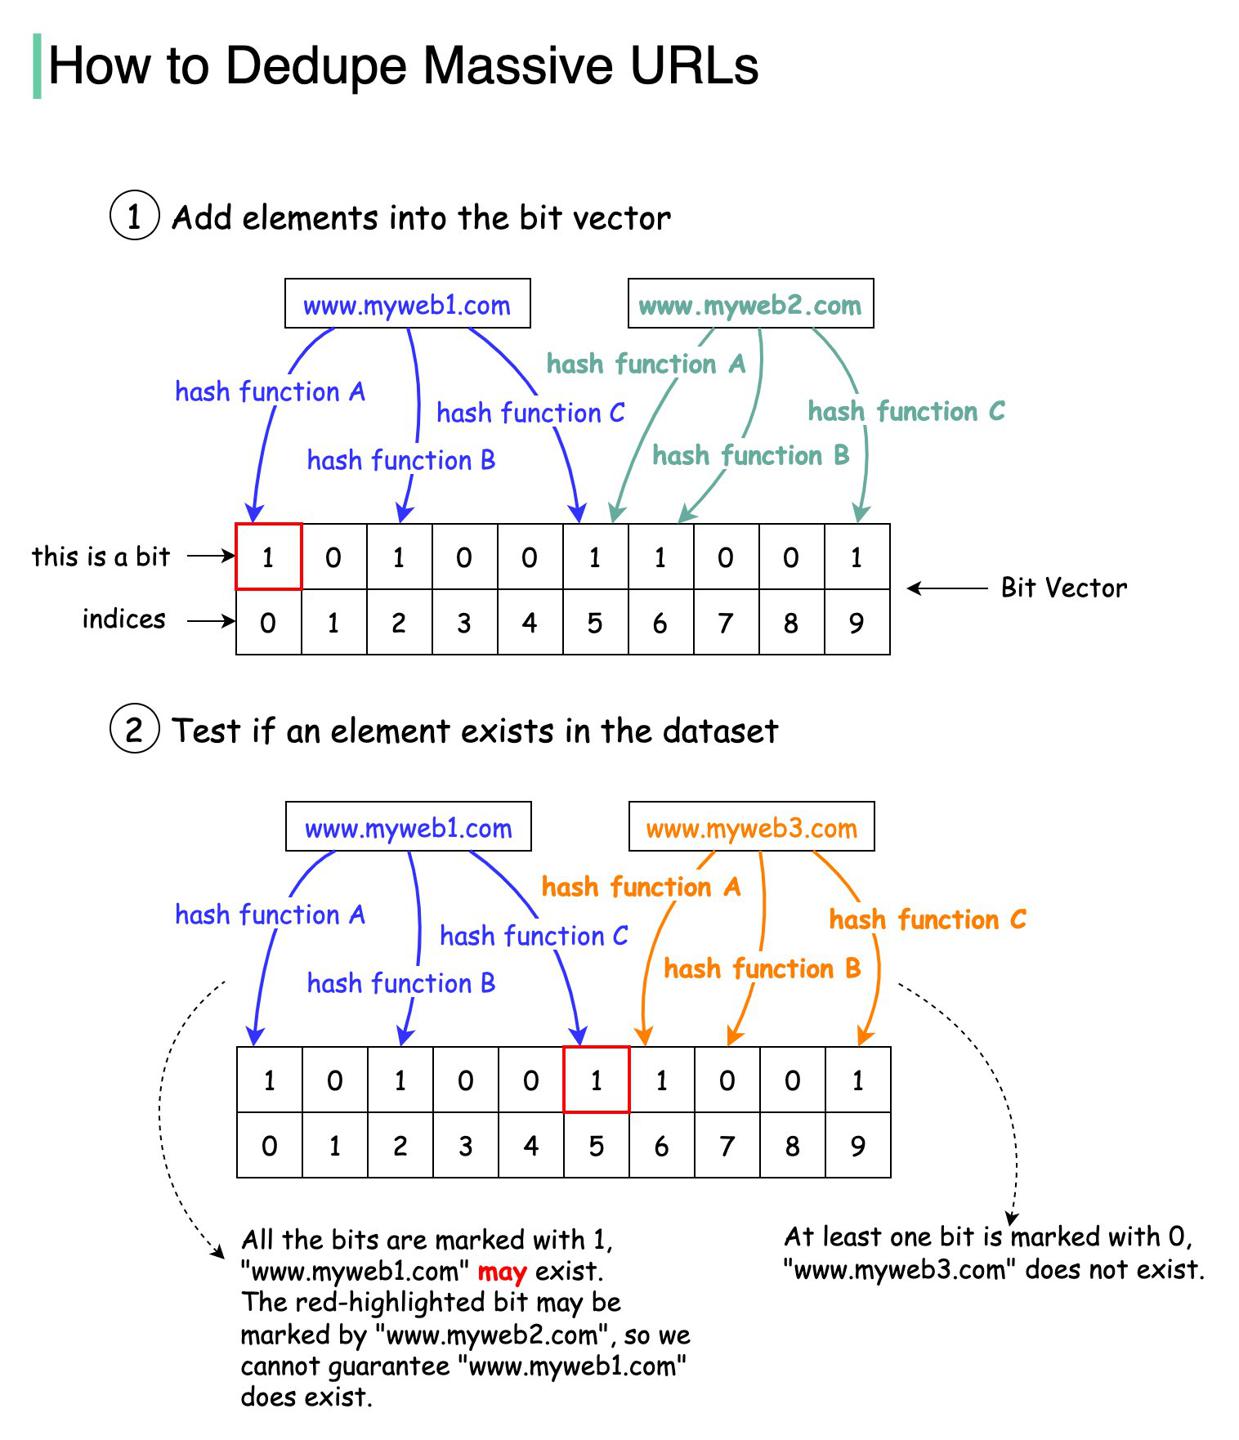 How to Dedupe Massive URLs
1 Add elements into the bit vector
www.myweb1.com www.myweb2.com
hash function A
hash function B
hash function C
hash function A
hash function B
hash function C
this is a bit
1 0 1 0 0 1 1 0 0 1
Bit Vector
indices
0 1 2 3 4 5 6 7 8 9
2 Test if an element exists in the dataset
www.myweb1.com www.myweb3.com
hash function A
hash function B
hash function C
hash function A
hash function B
hash function C
1 0 1 0 0 1 1 0 0 1
0 1 2 3 4 5 6 7 8 9
All the bits are marked with 1,
"www.myweb1.com" may exist.
The red-highlighted bit may be
marked by "www.myweb2.com", so we
cannot guarantee "www.myweb1.com"
does exist.
At least one bit is marked with 0,
"www.myweb3.com" does not exist.